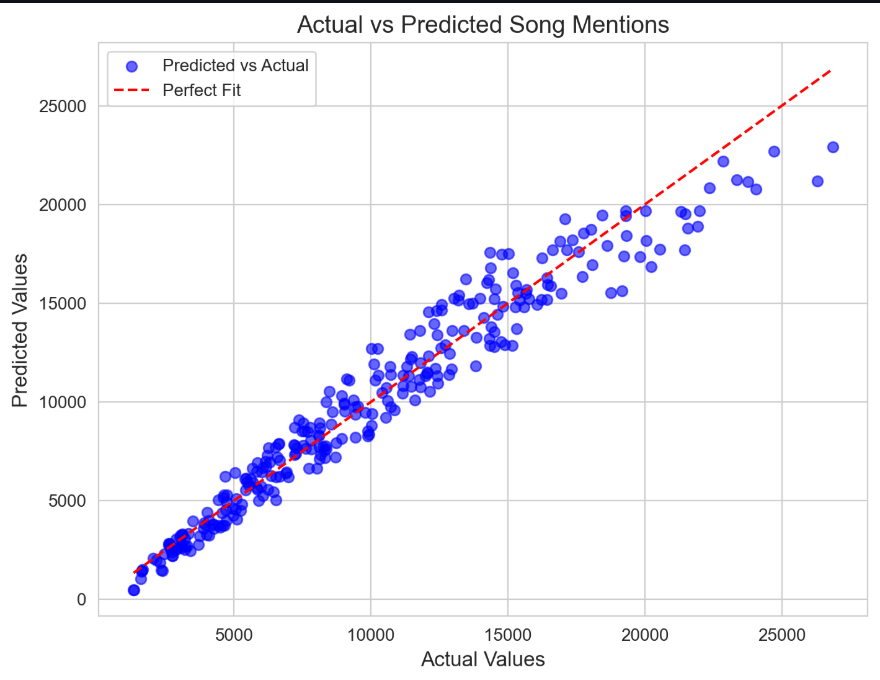 Actual vs Predicted Song Mentions
Predicted vs Actual
Perfect Fit
25000
20000
15000
10000
5000
0
Predicted Values
5000 10000 15000 20000 25000
Actual Values